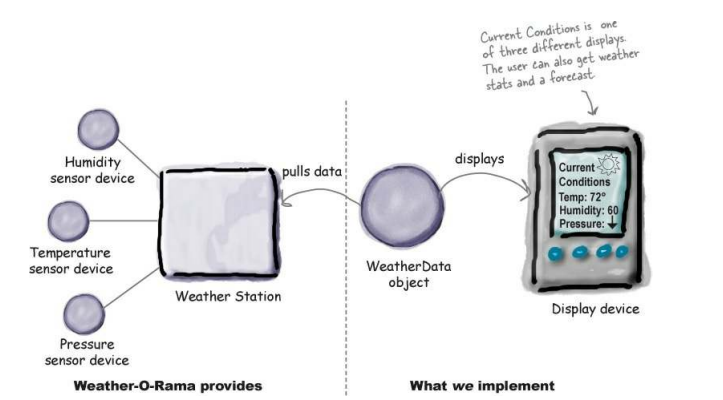 Current Conditions is one
of three different displays.
The user can also get weather
stats and a forecast
Humidity
sensor device
Temperature
sensor device
Pressure
sensor device
Weather Station
pulls data
WeatherData
object
displays
Current
Conditions
Temp: 72°
Humidity: 60
Pressure:
Display device
Weather-O-Rama provides
What we implement